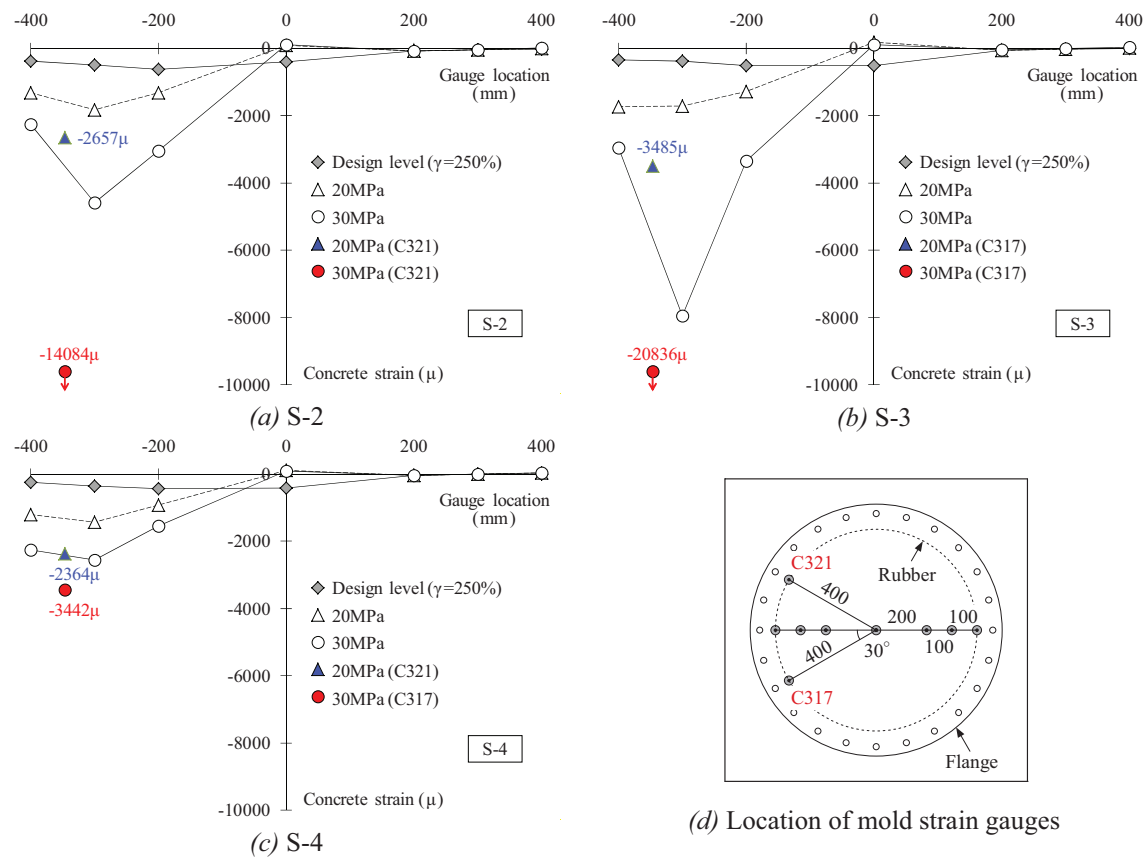 -400 -200 0 200 400
0
Gauge location
(mm)
-2000
-2657μ
-4000
-6000
-8000
-10000
Design level (γ=250%)
20MPa
30MPa
20MPa (C321)
30MPa (C321)
S-2
-14084μ
Concrete strain (μ)
(a) S-2
-400 -200 0 200 400
0
Gauge location
(mm)
-2000
-3485μ
-4000
-6000
-8000
-10000
Design level (γ=250%)
20MPa
30MPa
20MPa (C317)
30MPa (C317)
S-3
-20836μ
Concrete strain (μ)
(b) S-3
-400 -200 0 200 400
0
Gauge location
(mm)
-2000
-2364μ
-3442μ
-4000
-6000
-8000
-10000
Design level (γ=250%)
20MPa
30MPa
20MPa (C321)
30MPa (C317)
S-4
Concrete strain (μ)
(c) S-4
C321
Rubber
400
200
100
400
30°
100
C317
Flange
(d) Location of mold strain gauges